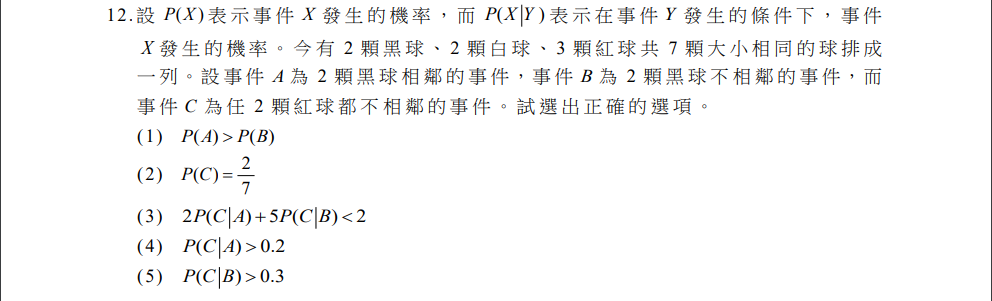 12.設 P(X)表示事件 X 發生的機率,而 P(X|Y)表示在事件 Y 發生的條件下,事件
X 發生的機率。今有 2 顆黑球、2 顆白球、3 顆紅球共 7 顆大小相同的球排成
一列。設事件 A 為 2 顆黑球相鄰的事件,事件 B 為 2 顆黑球不相鄰的事件,而
事件 C 為任 2 顆紅球都不相鄰的事件。試選出正確的選項。
(1) P(A)>P(B)
(2) P(C)=2/7
(3) 2P(C|A)+5P(C|B)<2
(4) P(C|A)>0.2
(5) P(C|B)>0.3